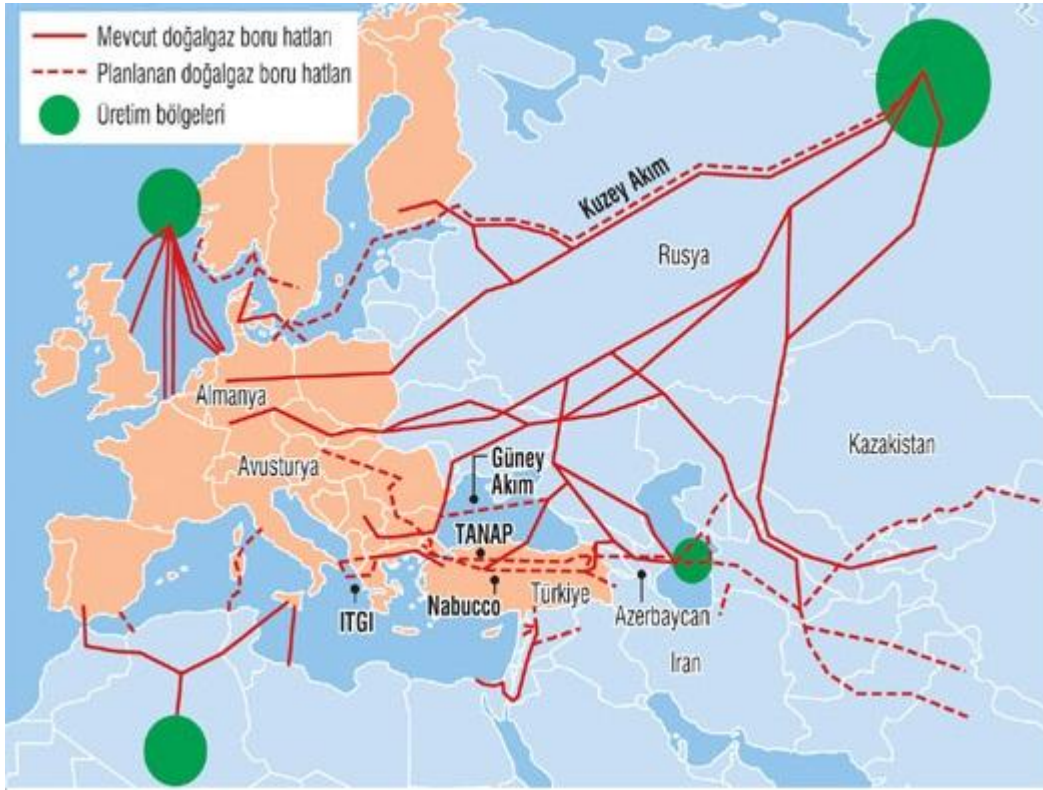 Mevcut doğalgaz boru hatları
Planlanan doğalgaz boru hatları
Üretim bölgeleri
Kuzey Akım
Rusya
Almanya
Kazakistan
Avusturya
Güney
Akım
TANAP
Türkiye
Nabucco
Azerbaycan
ITGI
İran